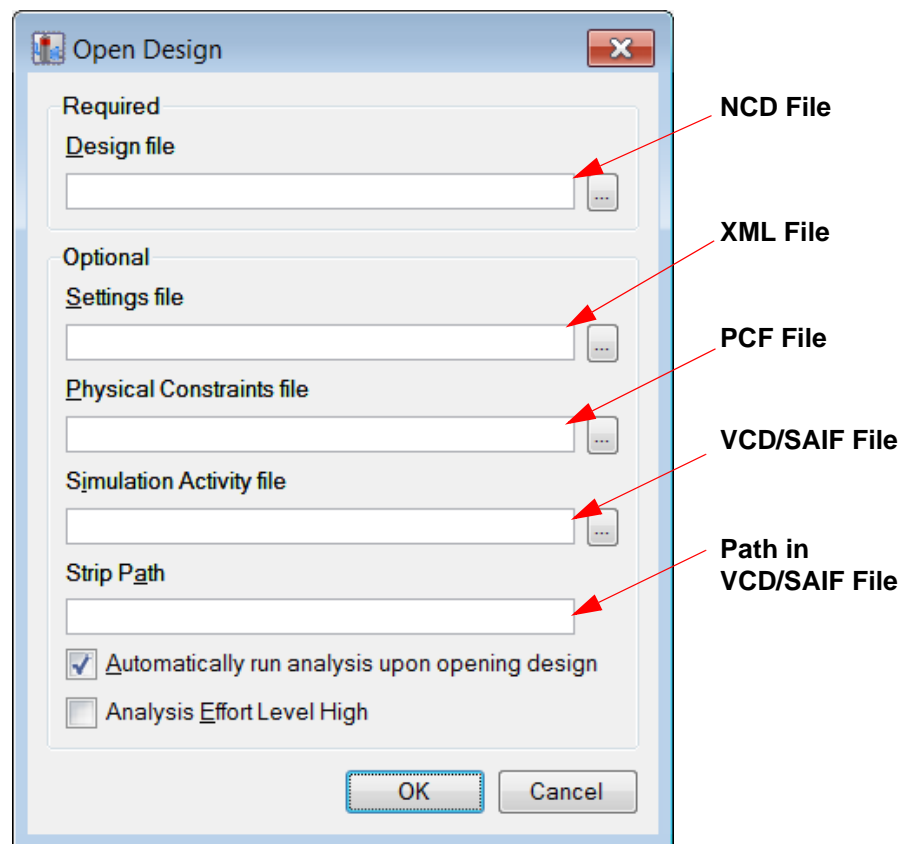 Open Design
Required
NCD File
Design file
...
XML File
Optional
Settings file
...
PCF File
Physical Constraints file
...
VCD/SAIF File
Simulation Activity file
...
Path in
VCD/SAIF File
Strip Path
Automatically run analysis upon opening design
Analysis Effort Level High
OK Cancel